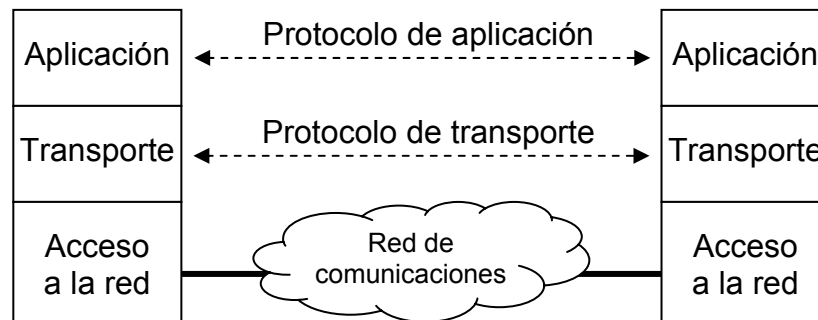 Aplicación
Protocolo de aplicación
Aplicación
Transporte
Protocolo de transporte
Transporte
Acceso
a la red
Red de
comunicaciones
Acceso
a la red